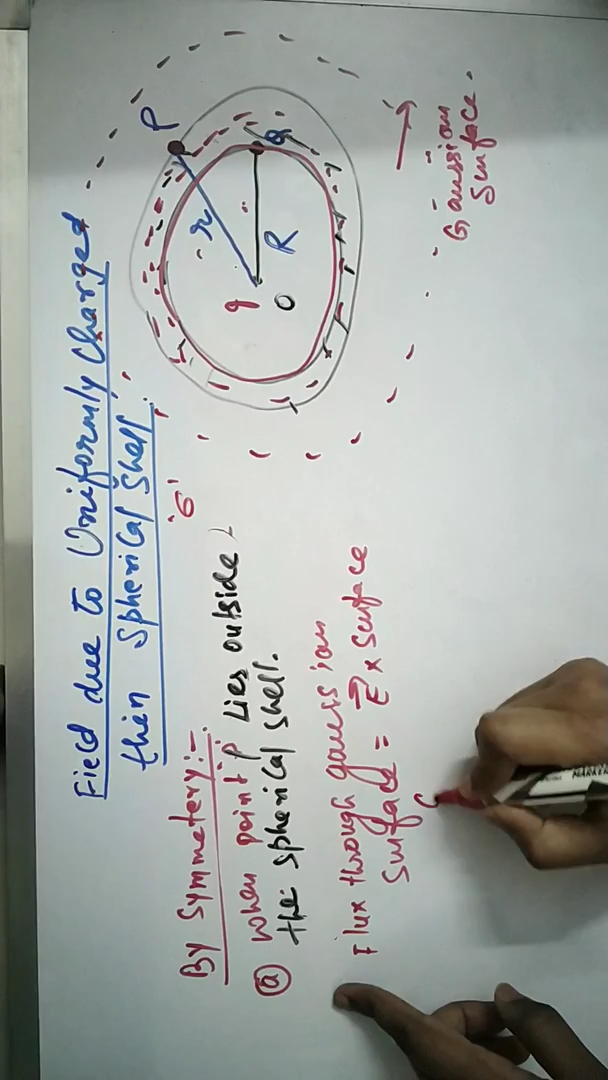 Field due to Uniformly Charged
thin Spherical Shell.
By Symmetery:-
'G'
(a) When point P Lies outside
the spherical shell.
Flux through gaussian
Surface = E x Surface
P
r
R
q
O
Gaussian
Surface.